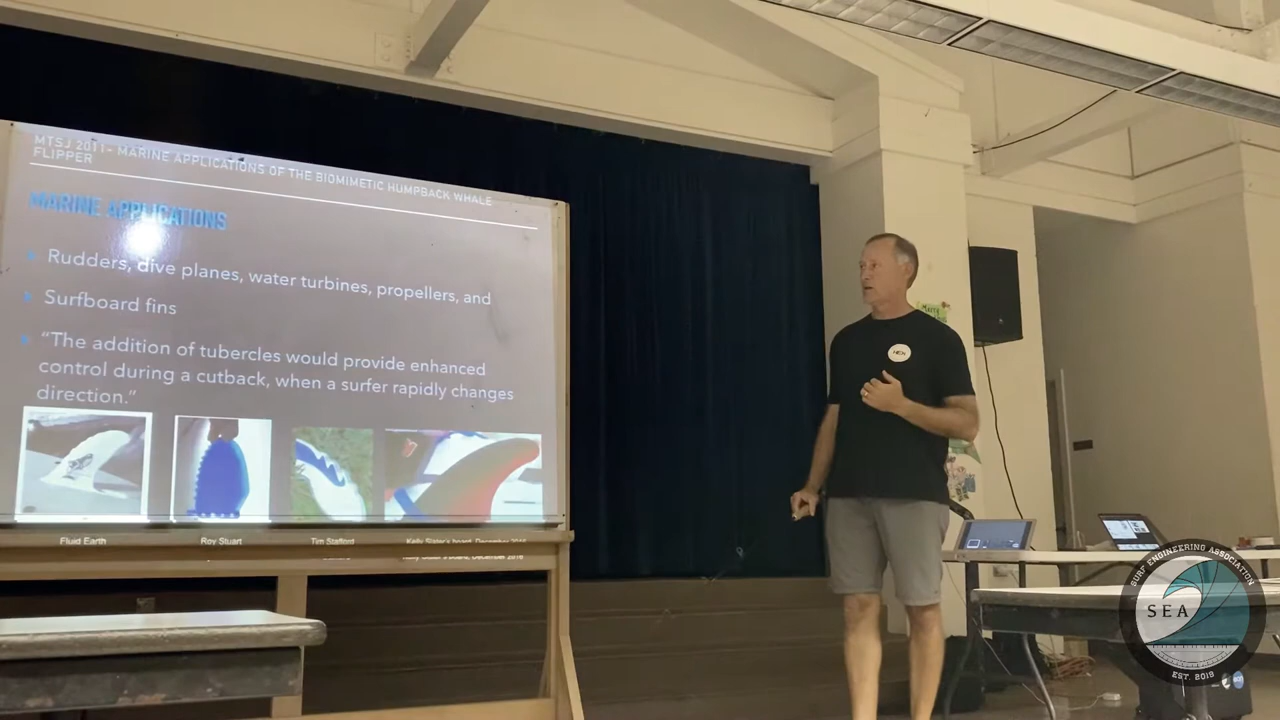 MTSJ 2011- MARINE APPLICATIONS OF THE BIOMIMETIC HUMPBACK WHALE
FLIPPER
MARINE APPLICATIONS
Rudders, dive planes, water turbines, propellers, and
Surfboard fins
“The addition of tubercles would provide enhanced
control during a cutback, when a surfer rapidly changes
direction.”
Fluid Earth
Roy Stuart
Tim Stafford
Kelly Slater's board, December 2016
SURF ENGINEERING ASSOCIATION
SEA
EST. 2019